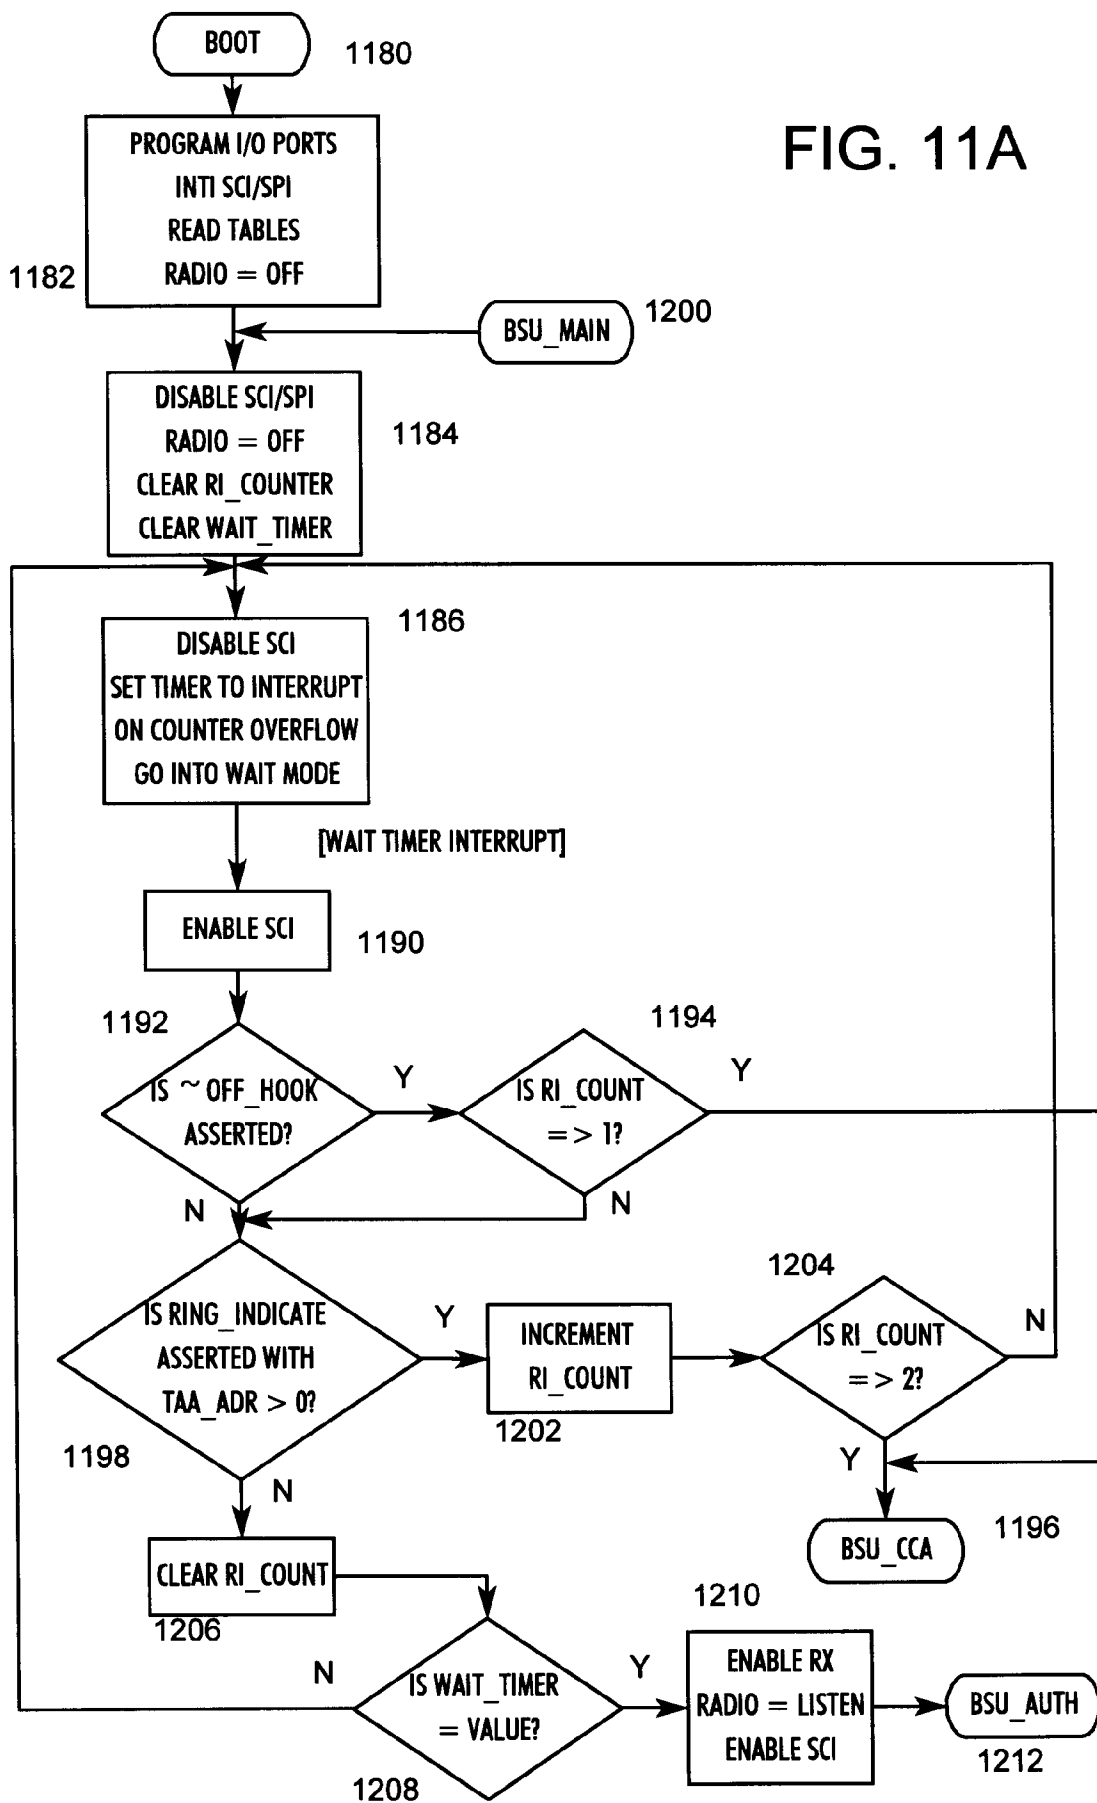 BOOT
1180
FIG. 11A
PROGRAM I/O PORTS
INTI SCI/SPI
READ TABLES
RADIO = OFF
1182
BSU_MAIN
1200
DISABLE SCI/SPI
RADIO = OFF
CLEAR RI_COUNTER
CLEAR WAIT_TIMER
1184
1186
DISABLE SCI
SET TIMER TO INTERRUPT
ON COUNTER OVERFLOW
GO INTO WAIT MODE
[WAIT TIMER INTERRUPT]
ENABLE SCI
1190
1192
IS ~OFF_HOOK
ASSERTED?
Y
N
1194
IS RI_COUNT
=> 1?
Y
N
IS RING_INDICATE
ASSERTED WITH
TAA_ADR > 0?
1198
Y
N
INCREMENT
RI_COUNT
1202
1204
IS RI_COUNT
=> 2?
N
Y
BSU_CCA
1196
CLEAR RI_COUNT
1206
IS WAIT_TIMER
= VALUE?
1208
N
Y
1210
ENABLE RX
RADIO = LISTEN
ENABLE SCI
BSU_AUTH
1212